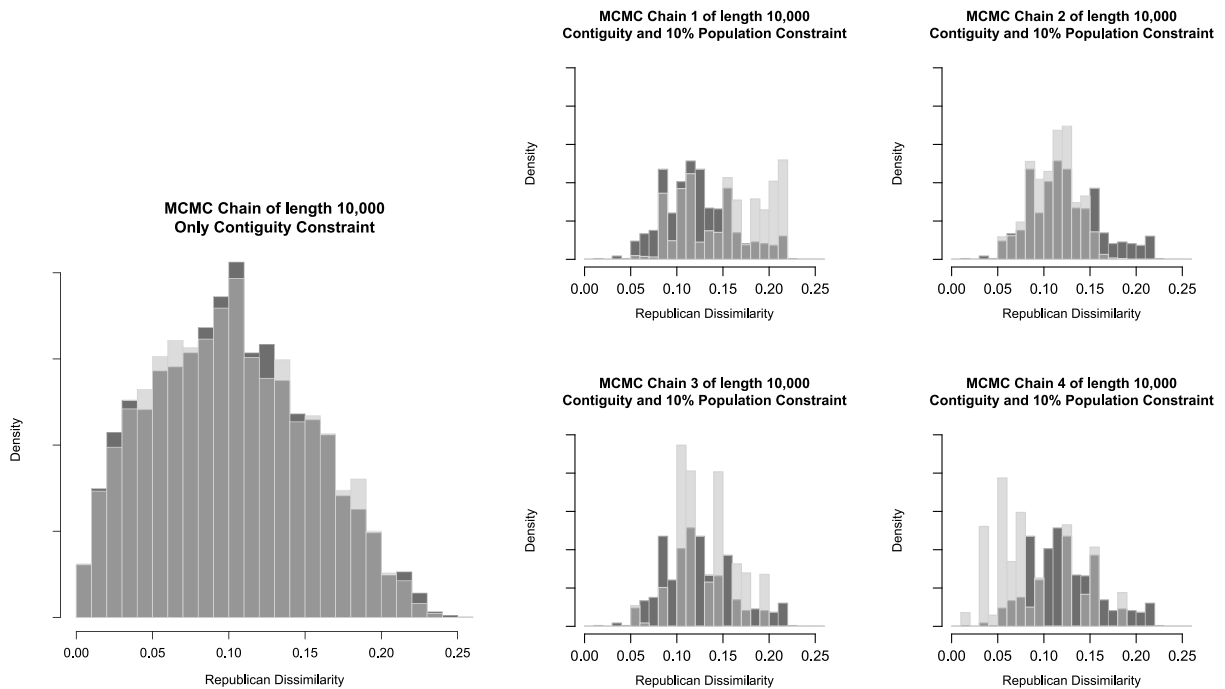 MCMC Chain of length 10,000
Only Contiguity Constraint
Density
0.00 0.05 0.10 0.15 0.20 0.25
Republican Dissimilarity
MCMC Chain 1 of length 10,000
Contiguity and 10% Population Constraint
Density
0.00 0.05 0.10 0.15 0.20 0.25
Republican Dissimilarity
MCMC Chain 2 of length 10,000
Contiguity and 10% Population Constraint
Density
0.00 0.05 0.10 0.15 0.20 0.25
Republican Dissimilarity
MCMC Chain 3 of length 10,000
Contiguity and 10% Population Constraint
Density
0.00 0.05 0.10 0.15 0.20 0.25
Republican Dissimilarity
MCMC Chain 4 of length 10,000
Contiguity and 10% Population Constraint
Density
0.00 0.05 0.10 0.15 0.20 0.25
Republican Dissimilarity